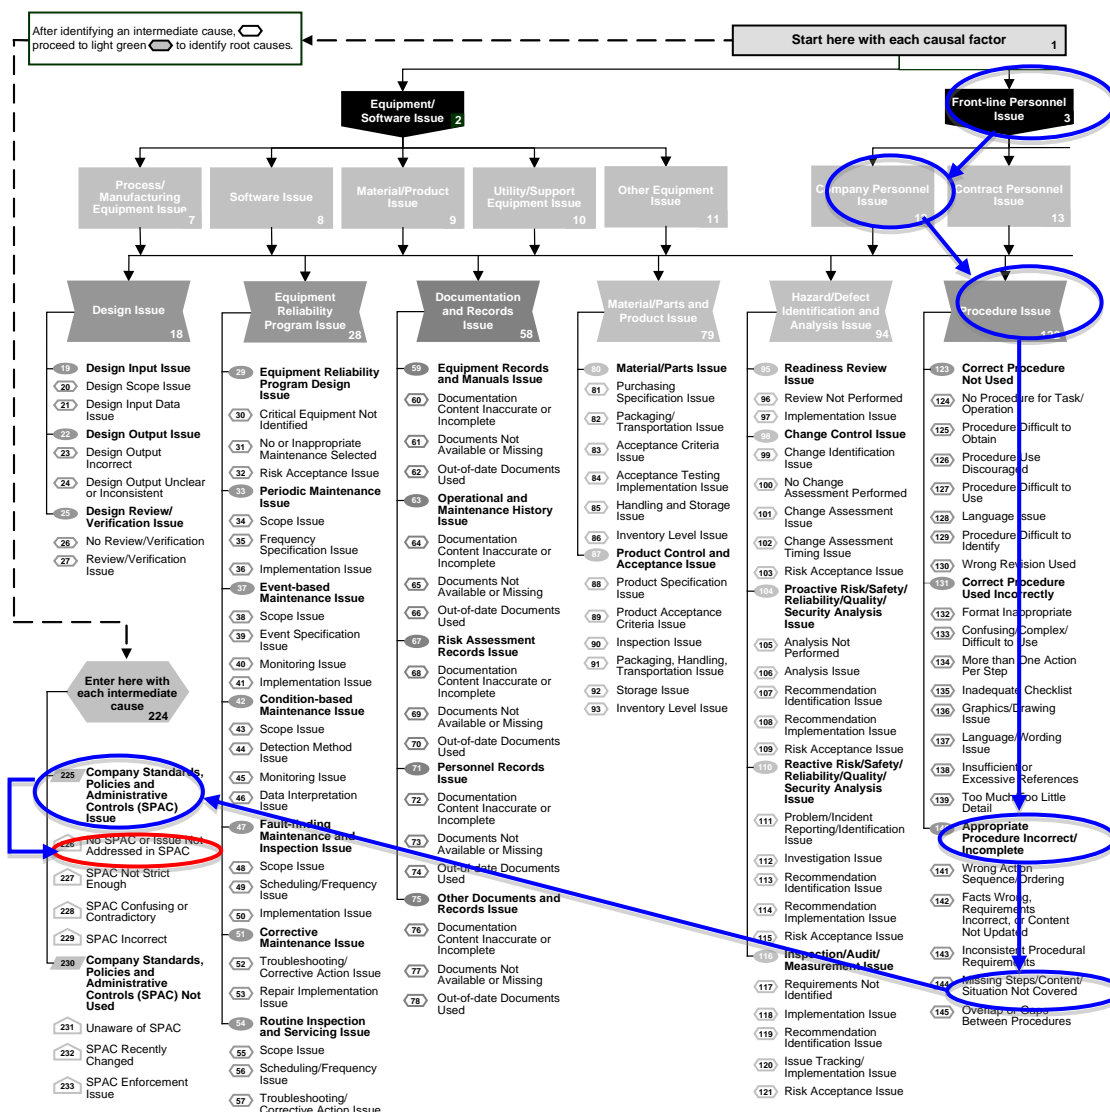 After identifying an intermediate cause,
proceed to light green to identify root causes.
Start here with each causal factor
1
Equipment/
Software Issue
2
Front-line Personnel
Issue
3
Process/
Manufacturing
Equipment Issue
7
Software Issue
8
Material/Product
Issue
9
Utility/Support
Equipment Issue
10
Other Equipment
Issue
11
Company Personnel
Issue
Contract Personnel
Issue
13
Design Issue
18
19 Design Input Issue
20 Design Scope Issue
21 Design Input Data
Issue
22 Design Output Issue
23 Design Output
Incorrect
24 Design Output Unclear
or Inconsistent
25 Design Review/
Verification Issue
26 No Review/Verification
27 Review/Verification
Issue
Enter here with
each intermediate
cause
224
225 Company Standards,
Policies and
Administrative
Controls (SPAC)
Issue
226 No SPAC or Issue Not
Addressed in SPAC
227 SPAC Not Strict
Enough
228 SPAC Confusing or
Contradictory
229 SPAC Incorrect
230 Company Standards,
Policies and
Administrative
Controls (SPAC) Not
Used
231 Unaware of SPAC
232 SPAC Recently
Changed
233 SPAC Enforcement
Issue
Equipment
Reliability
Program Issue
28
29 Equipment Reliability
Program Design
Issue
30 Critical Equipment Not
Identified
31 No or Inappropriate
Maintenance Selected
32 Risk Acceptance Issue
33 Periodic Maintenance
Issue
34 Scope Issue
35 Frequency
Specification Issue
36 Implementation Issue
37 Event-based
Maintenance Issue
38 Scope Issue
39 Event Specification
Issue
40 Monitoring Issue
41 Implementation Issue
42 Condition-based
Maintenance Issue
43 Scope Issue
44 Detection Method
Issue
45 Monitoring Issue
46 Data Interpretation
Issue
47 Fault-finding
Maintenance and
Inspection Issue
48 Scope Issue
49 Scheduling/Frequency
Issue
50 Implementation Issue
51 Corrective
Maintenance Issue
52 Troubleshooting/
Corrective Action Issue
53 Repair Implementation
Issue
54 Routine Inspection
and Servicing Issue
55 Scope Issue
56 Scheduling/Frequency
Issue
57 Troubleshooting/
Corrective Action Issue
Documentation
and Records
Issue
58
59 Equipment Records
and Manuals Issue
60 Documentation
Content Inaccurate or
Incomplete
61 Documents Not
Available or Missing
62 Out-of-date Documents
Used
63 Operational and
Maintenance History
Issue
64 Documentation
Content Inaccurate or
Incomplete
65 Documents Not
Available or Missing
66 Out-of-date Documents
Used
67 Risk Assessment
Records Issue
68 Documentation
Content Inaccurate or
Incomplete
69 Documents Not
Available or Missing
70 Out-of-date Documents
Used
71 Personnel Records
Issue
72 Documentation
Content Inaccurate or
Incomplete
73 Documents Not
Available or Missing
74 Out-of-date Documents
Used
75 Other Documents and
Records Issue
76 Documentation
Content Inaccurate or
Incomplete
77 Documents Not
Available or Missing
78 Out-of-date Documents
Used
Material/Parts and
Product Issue
79
80 Material/Parts Issue
81 Purchasing
Specification Issue
82 Packaging/
Transportation Issue
83 Acceptance Criteria
Issue
84 Acceptance Testing
Implementation Issue
85 Handling and Storage
Issue
86 Inventory Level Issue
87 Product Control and
Acceptance Issue
88 Product Specification
Issue
89 Product Acceptance
Criteria Issue
90 Inspection Issue
91 Packaging, Handling,
Transportation Issue
92 Storage Issue
93 Inventory Level Issue
Hazard/Defect
Identification and
Analysis Issue
94
95 Readiness Review
Issue
96 Review Not Performed
97 Implementation Issue
98 Change Control Issue
99 Change Identification
Issue
100 No Change
Assessment Performed
101 Change Assessment
Issue
102 Change Assessment
Timing Issue
103 Risk Acceptance Issue
104 Proactive Risk/Safety/
Reliability/Quality/
Security Analysis
Issue
105 Analysis Not
Performed
106 Analysis Issue
107 Recommendation
Identification Issue
108 Recommendation
Implementation Issue
109 Risk Acceptance Issue
110 Reactive Risk/Safety/
Reliability/Quality/
Security Analysis
Issue
111 Problem/Incident
Reporting/Identification
Issue
112 Investigation Issue
113 Recommendation
Identification Issue
114 Recommendation
Implementation Issue
115 Risk Acceptance Issue
116 Inspection/Audit/
Measurement Issue
117 Requirements Not
Identified
118 Implementation Issue
119 Recommendation
Identification Issue
120 Issue Tracking/
Implementation Issue
121 Risk Acceptance Issue
Procedure Issue
123 Correct Procedure
Not Used
124 No Procedure for Task/
Operation
125 Procedure Difficult to
Obtain
126 Procedure Use
Discouraged
127 Procedure Difficult to
Use
128 Language Issue
129 Procedure Difficult to
Identify
130 Wrong Revision Used
131 Correct Procedure
Used Incorrectly
132 Format Inappropriate
133 Confusing/Complex/
Difficult to Use
134 More than One Action
Per Step
135 Inadequate Checklist
136 Graphics/Drawing
Issue
137 Language/Wording
Issue
138 Insufficient or
Excessive References
139 Too Much/Too Little
Detail
Appropriate
Procedure Incorrect/
Incomplete
141 Wrong Action
Sequence/Ordering
142 Facts Wrong,
Requirements
Incorrect, or Content
Not Updated
143 Inconsistent Procedural
Requirements
144 Missing Steps/Content/
Situation Not Covered
145 Overlap or Gaps
Between Procedures